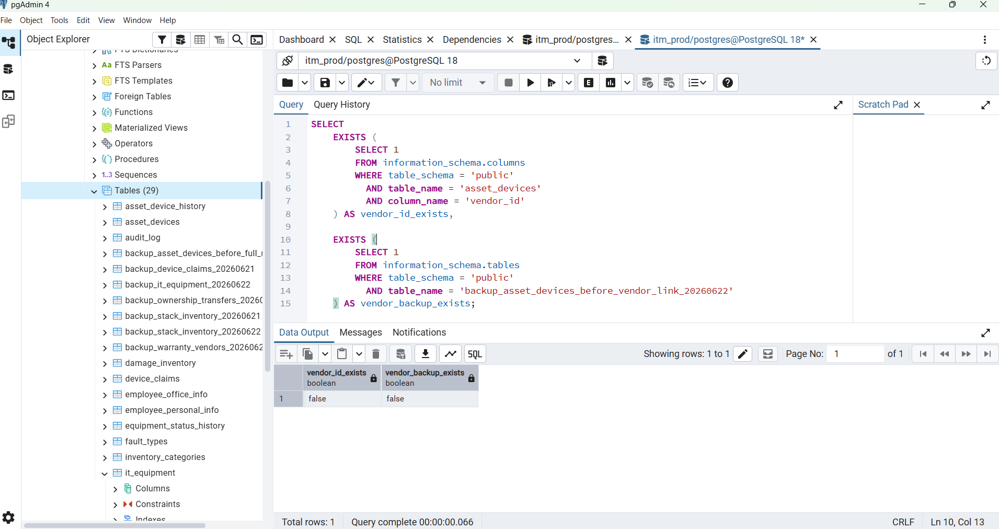 pgAdmin 4
File Object Tools Edit View Window Help
Object Explorer
FTS Dictionaries
FTS Parsers
FTS Templates
Foreign Tables
Functions
Materialized Views
Operators
Procedures
1..3 Sequences
Tables (29)
asset_device_history
asset_devices
audit_log
backup_asset_devices_before_full_
backup_device_claims_20260621
backup_it_equipment_20260622
backup_ownership_transfers_2026
backup_stack_inventory_20260621
backup_stack_inventory_20260622
backup_warranty_vendors_202606
damage_inventory
device_claims
employee_office_info
employee_personal_info
equipment_status_history
fault_types
inventory_categories
it_equipment
Columns
Constraints
Indexes
Dashboard SQL Statistics Dependencies itm_prod/postgres... itm_prod/postgres@PostgreSQL 18*
itm_prod/postgres@PostgreSQL 18
No limit
Query Query History
Scratch Pad
1 SELECT
2 EXISTS (
3 SELECT 1
4 FROM information_schema.columns
5 WHERE table_schema = 'public'
6 AND table_name = 'asset_devices'
7 AND column_name = 'vendor_id'
8 ) AS vendor_id_exists,
9
10 EXISTS (
11 SELECT 1
12 FROM information_schema.tables
13 WHERE table_schema = 'public'
14 AND table_name = 'backup_asset_devices_before_vendor_link_20260622'
15 ) AS vendor_backup_exists;
Data Output Messages Notifications
SQL Showing rows: 1 to 1 Page No: 1 of 1
vendor_id_exists vendor_backup_exists
boolean boolean
1 false false
Total rows: 1 Query complete 00:00:00.066 CRLF Ln 10, Col 13